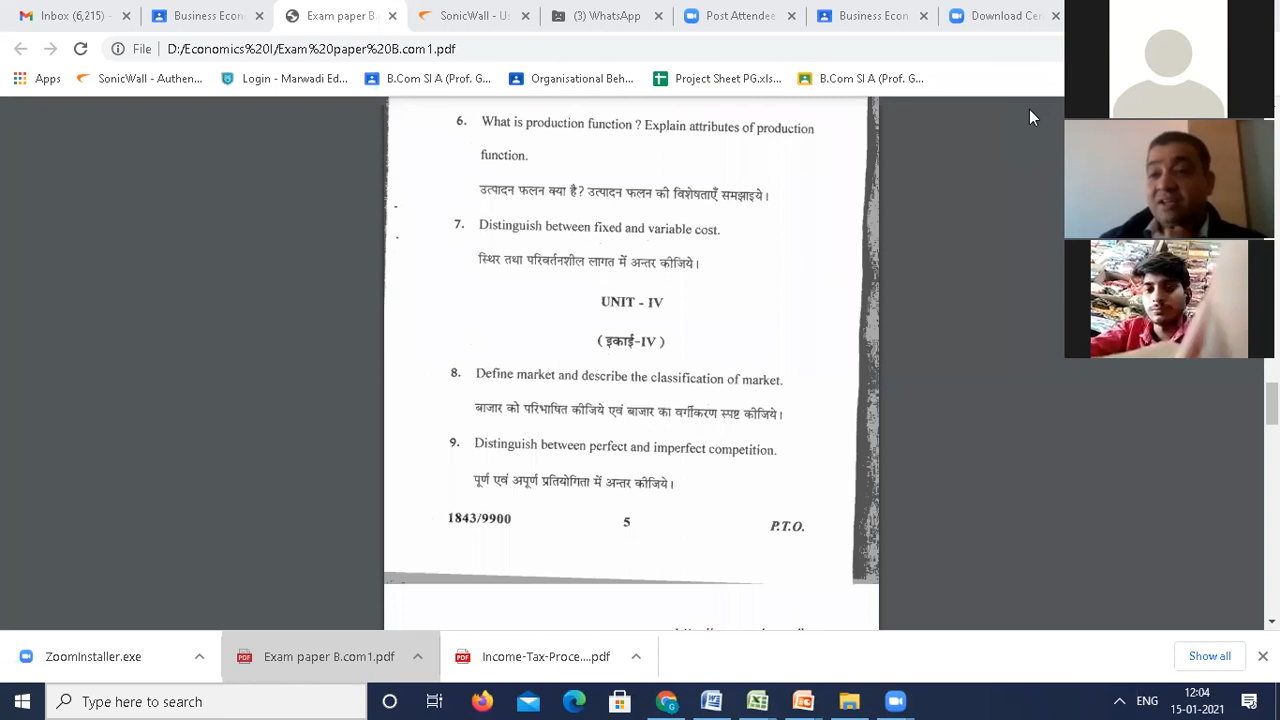 Inbox (6,215)
Business Econ
Exam paper B.
SonicWall - Us
(3) WhatsApp
Post Attendee
Business Econ
Download Cen
File D:/Economics%20I/Exam%20paper%20B.com1.pdf
Apps
SonicWall - Authen...
Login - Marwadi Ed...
B.Com SI A (Prof. G...
Organisational Beh...
Project Sheet PG.xls...
B.Com SI A (Prof. G...
6. What is production function ? Explain attributes of production
function.
उत्पादन फलन क्या है? उत्पादन फलन की विशेषताएँ समझाइये।
7. Distinguish between fixed and variable cost.
स्थिर तथा परिवर्तनशील लागत में अन्तर कीजिये।
UNIT - IV
(इकाई-IV)
8. Define market and describe the classification of market.
बाजार को परिभाषित कीजिये एवं बाजार का वर्गीकरण स्पष्ट कीजिये।
9. Distinguish between perfect and imperfect competition.
पूर्ण एवं अपूर्ण प्रतियोगिता में अन्तर कीजिये।
1843/9900 5 P.T.O.
ZoomInstaller.exe
Exam paper B.com1.pdf
Income-Tax-Proce....pdf
Show all
Type here to search
ENG
12:04
15-01-2021